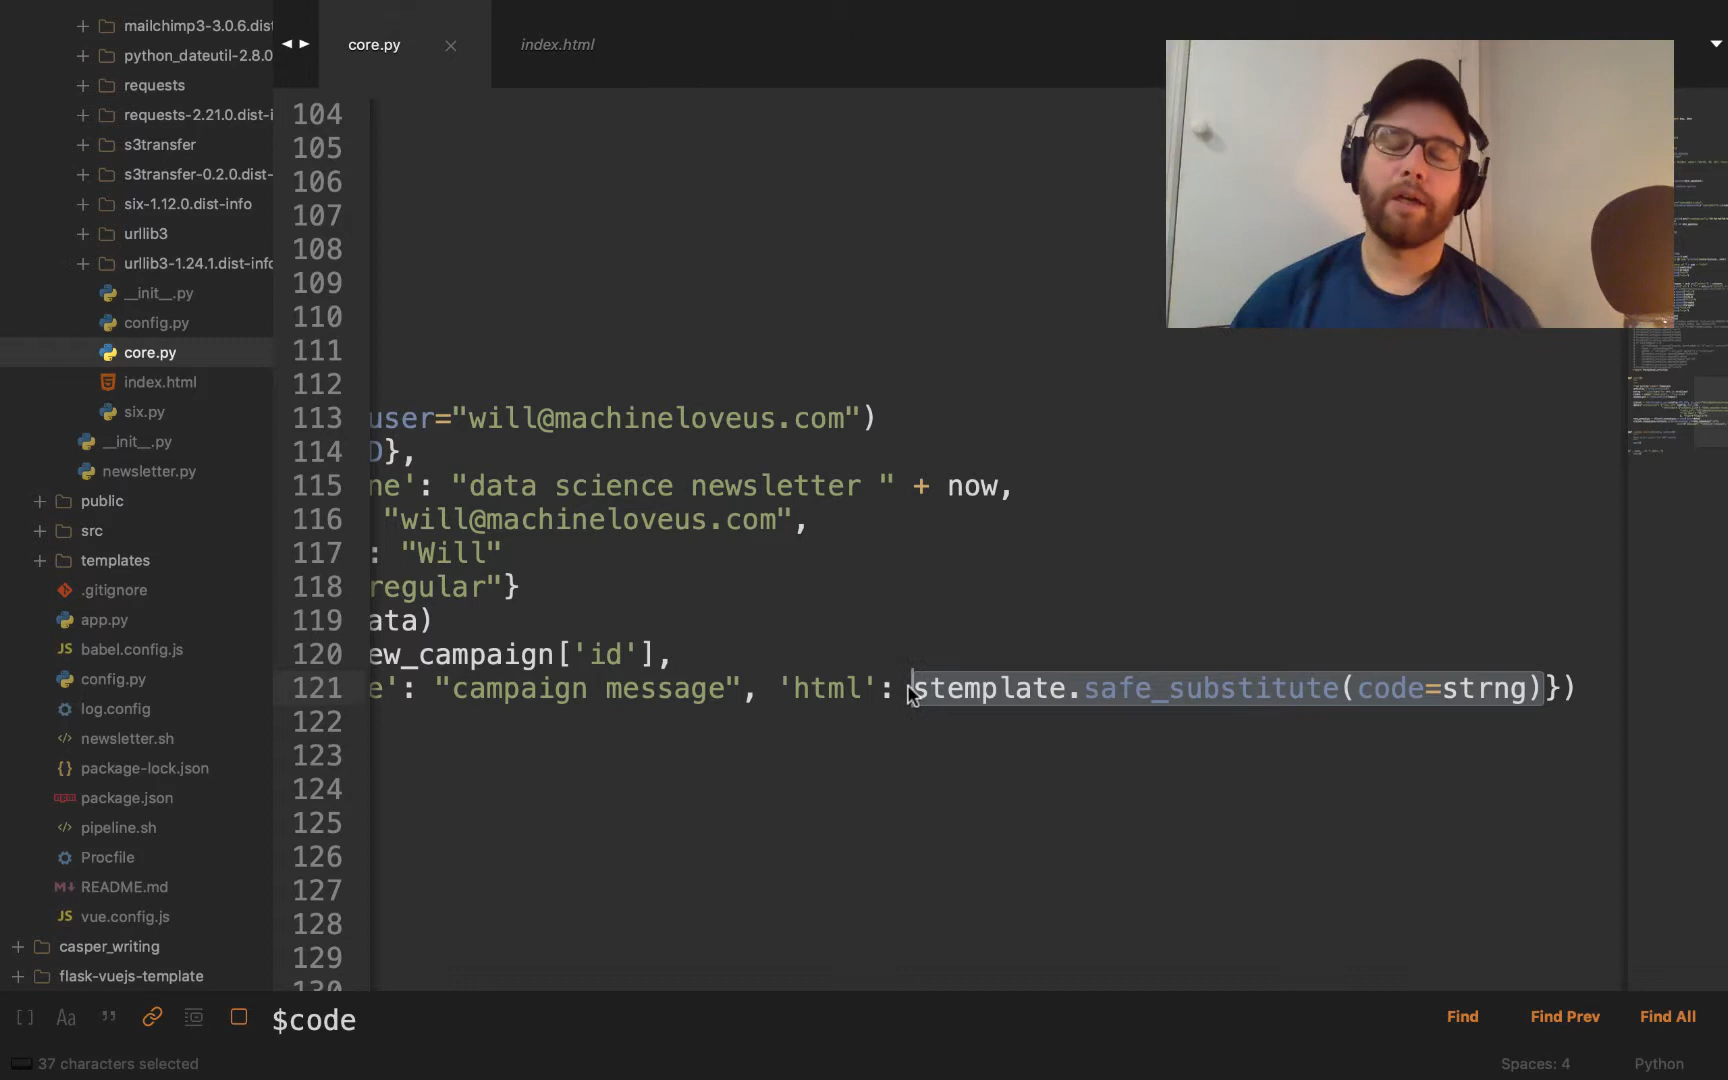 mailchimp3-3.0.6.dist
python_dateutil-2.8.0
requests
requests-2.21.0.dist-i
s3transfer
s3transfer-0.2.0.dist-
six-1.12.0.dist-info
urllib3
urllib3-1.24.1.dist-info
__init__.py
config.py
core.py
index.html
six.py
__init__.py
newsletter.py
public
src
templates
.gitignore
app.py
JS babel.config.js
config.py
log.config
newsletter.sh
package-lock.json
package.json
pipeline.sh
Procfile
README.md
JS vue.config.js
casper_writing
flask-vuejs-template
core.py
index.html
104
105
106
107
108
109
110
111
112
113 user="will@machineloveus.com")
114 D},
115 ne': "data science newsletter " + now,
116 "will@machineloveus.com",
117 : "Will"
118 regular"}
119 ata)
120 ew_campaign['id'],
121 e': "campaign message", 'html': stemplate.safe_substitute(code=strng)})
122
123
124
125
126
127
128
129
130
Aa
$code
Find
Find Prev
Find All
37 characters selected
Spaces: 4
Python